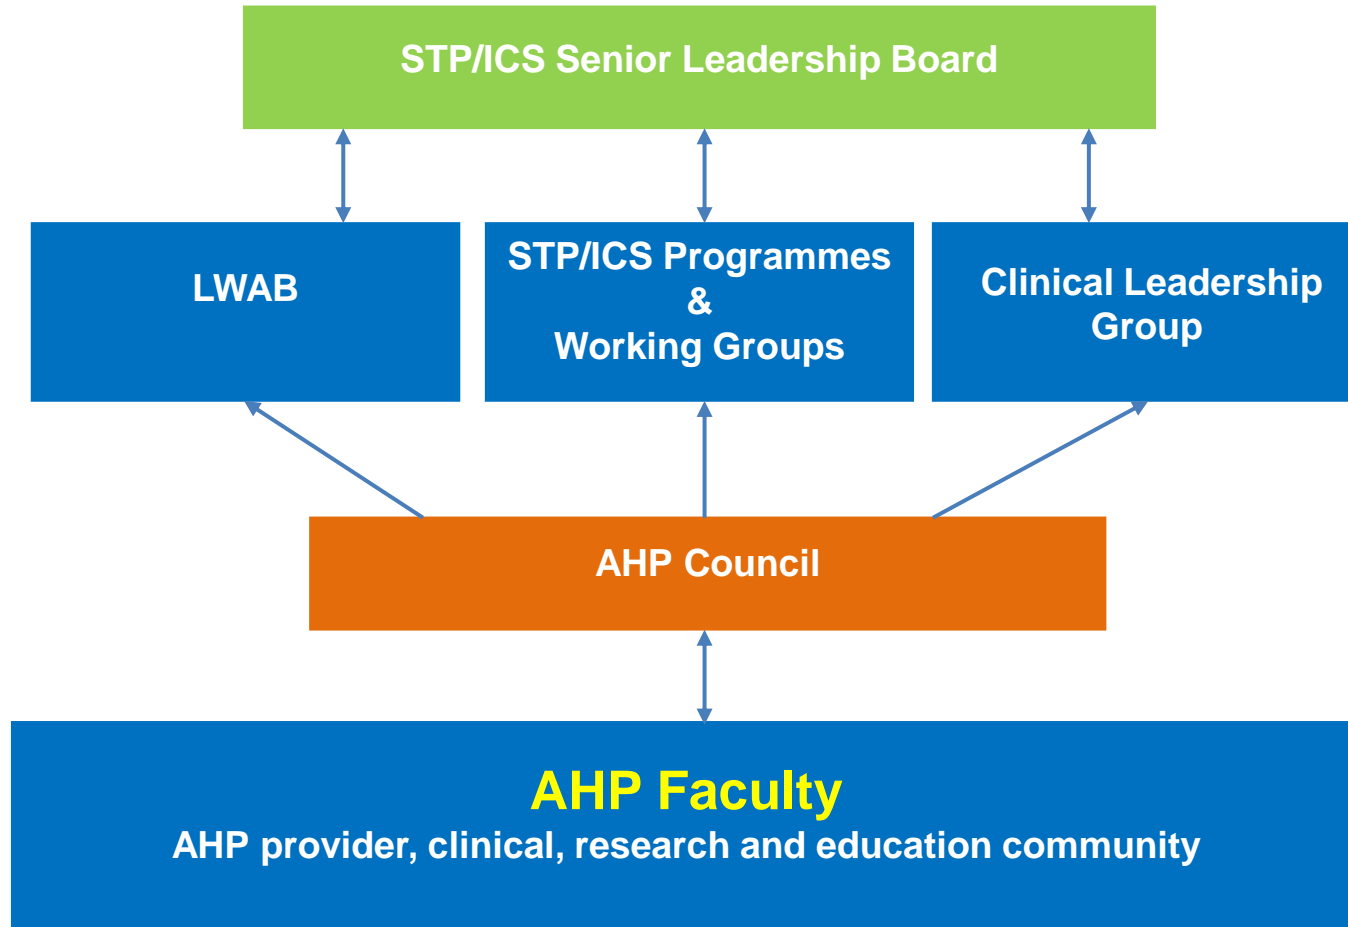 STP/ICS Senior Leadership Board
LWAB
STP/ICS Programmes
&
Working Groups
Clinical Leadership
Group
AHP Council
AHP Faculty
AHP provider, clinical, research and education community